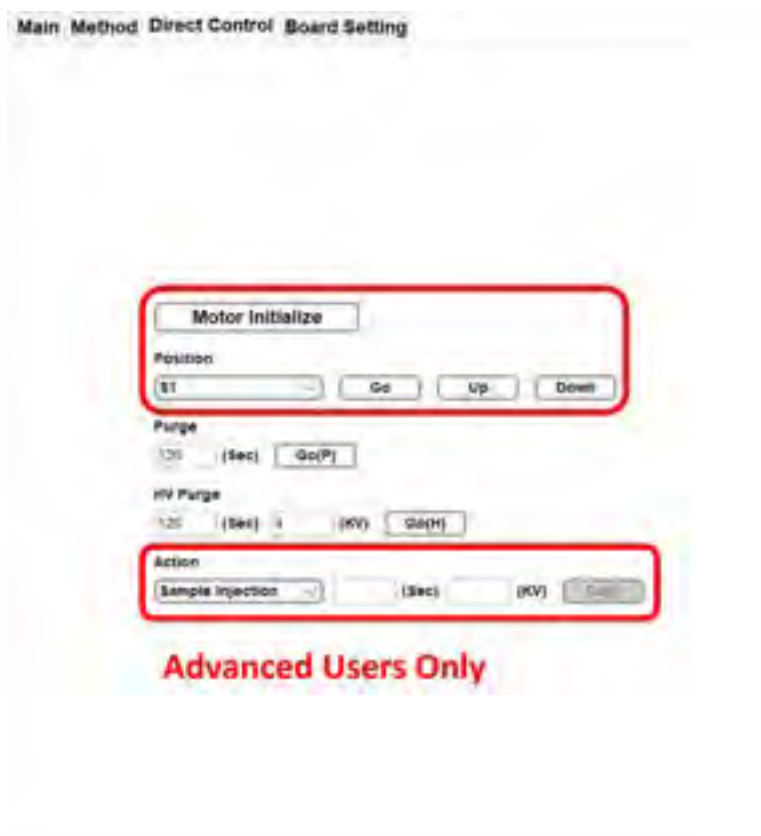 Main Method Direct Control Board Setting
Motor Initialize
Position
S1 Go Up Down
Purge
120 (Sec) Go(P)
HV Purge
120 (Sec) (KV) Go(H)
Action
Sample Injection (Sec) (KV)
Advanced Users Only